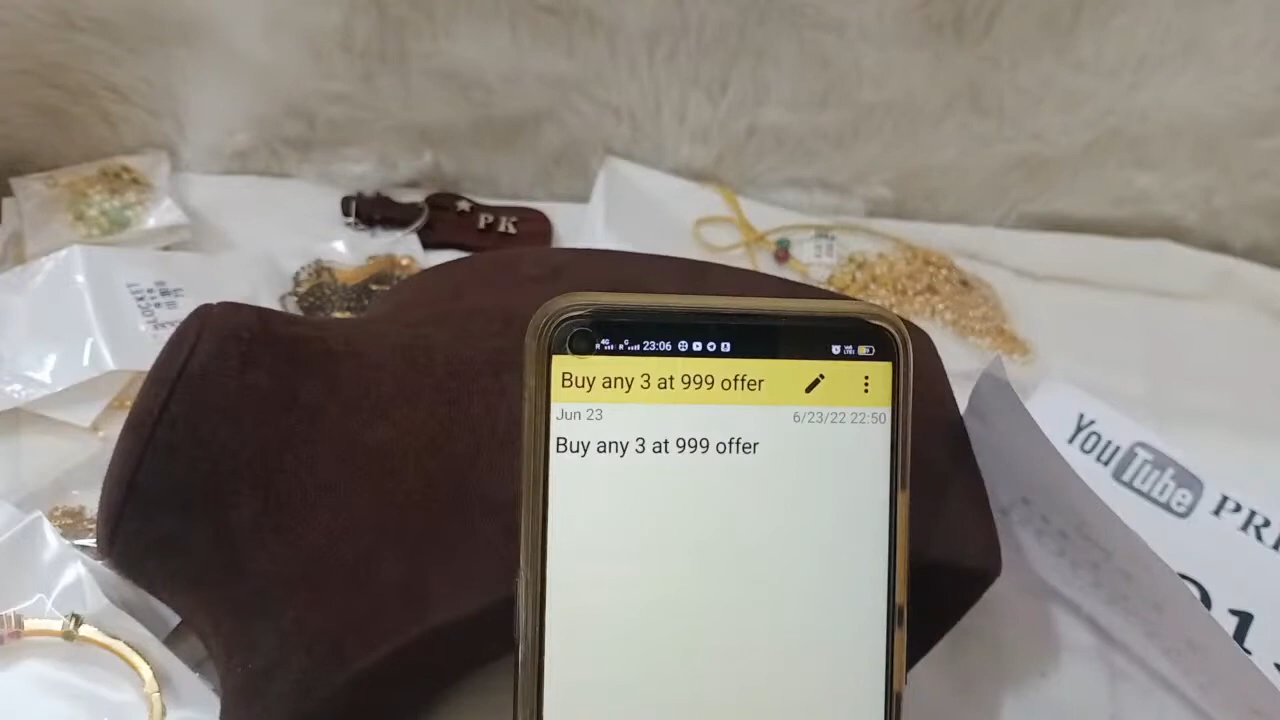 PK
LOCKET
23:06
Buy any 3 at 999 offer
Jun 23
6/23/22 22:50
Buy any 3 at 999 offer
YouTube